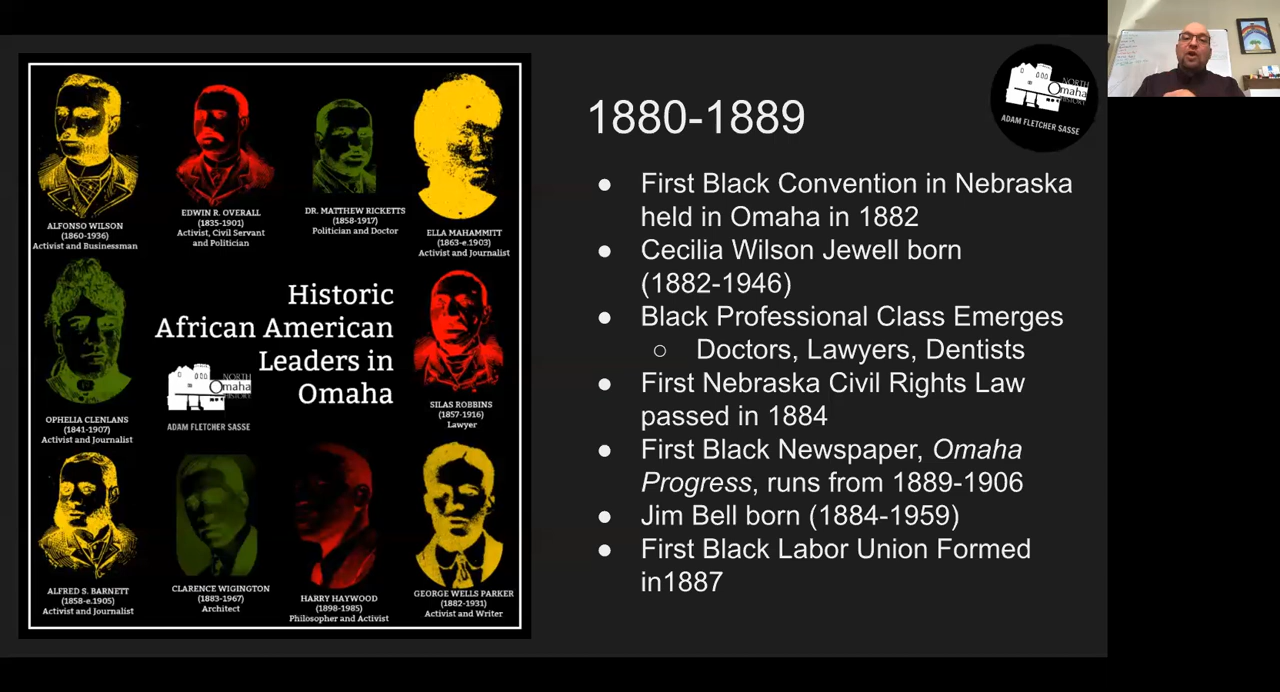 ALFONSO WILSON
(1860-1936)
Activist and Businessman
EDWIN R. OVERALL
(1835-1901)
Activist, Civil Servant
and Politician
DR. MATTHEW RICKETTS
(1858-1917)
Politician and Doctor
ELLA MAHAMMITT
(1863-e.1903)
Activist and Journalist
Historic
African American
Leaders in
Omaha
NORTH
Omaha
HISTORY
ADAM FLETCHER SASSE
OPHELIA CLENLANS
(1841-1907)
Activist and Journalist
SILAS ROBBINS
(1857-1916)
Lawyer
ALFRED S. BARNETT
(1858-e.1905)
Activist and Journalist
CLARENCE WIGINGTON
(1883-1967)
Architect
HARRY HAYWOOD
(1898-1985)
Philosopher and Activist
GEORGE WELLS PARKER
(1882-1931)
Activist and Writer
1880-1889
NORTH
Omaha
HISTORY
ADAM FLETCHER SASSE
● First Black Convention in Nebraska
held in Omaha in 1882
● Cecilia Wilson Jewell born
(1882-1946)
● Black Professional Class Emerges
○ Doctors, Lawyers, Dentists
● First Nebraska Civil Rights Law
passed in 1884
● First Black Newspaper, Omaha
Progress, runs from 1889-1906
● Jim Bell born (1884-1959)
● First Black Labor Union Formed
in1887